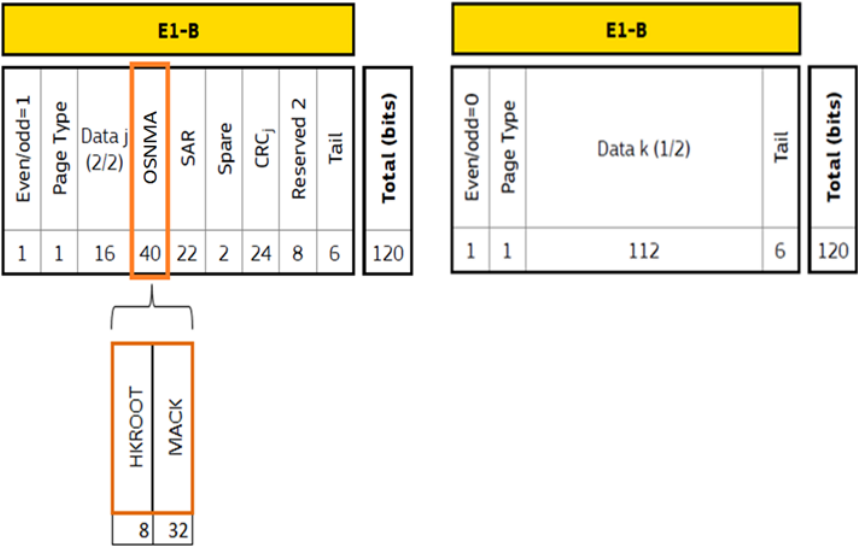 E1-B
Even/odd=1
Page Type
Data j
(2/2)
OSNMA
SAR
Spare
CRCj
Reserved 2
Tail
Total (bits)
1 1 16 40 22 2 24 8 6 120
HKROOT
MACK
8 32
E1-B
Even/odd=0
Page Type
Data k (1/2)
Tail
Total (bits)
1 1 112 6 120